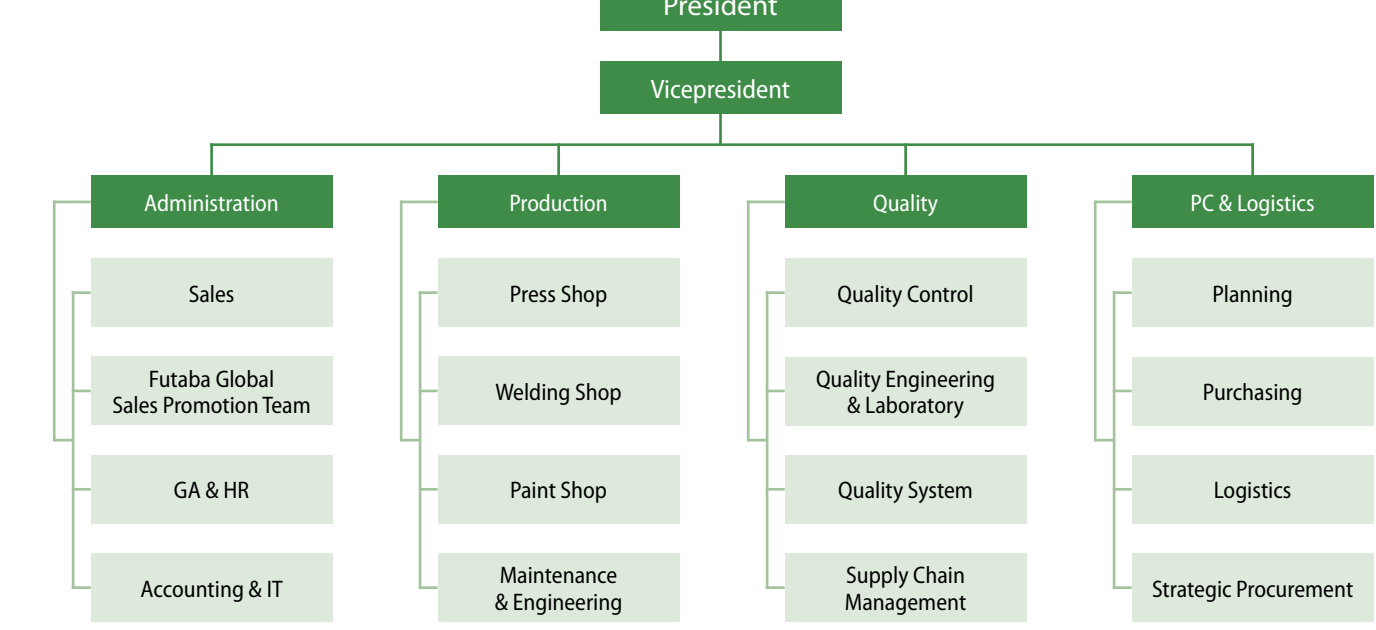 President
Vicepresident
Administration
Production
Quality
PC & Logistics
Sales
Press Shop
Quality Control
Planning
Futaba Global
Sales Promotion Team
Welding Shop
Quality Engineering
& Laboratory
Purchasing
GA & HR
Paint Shop
Quality System
Logistics
Accounting & IT
Maintenance
& Engineering
Supply Chain
Management
Strategic Procurement